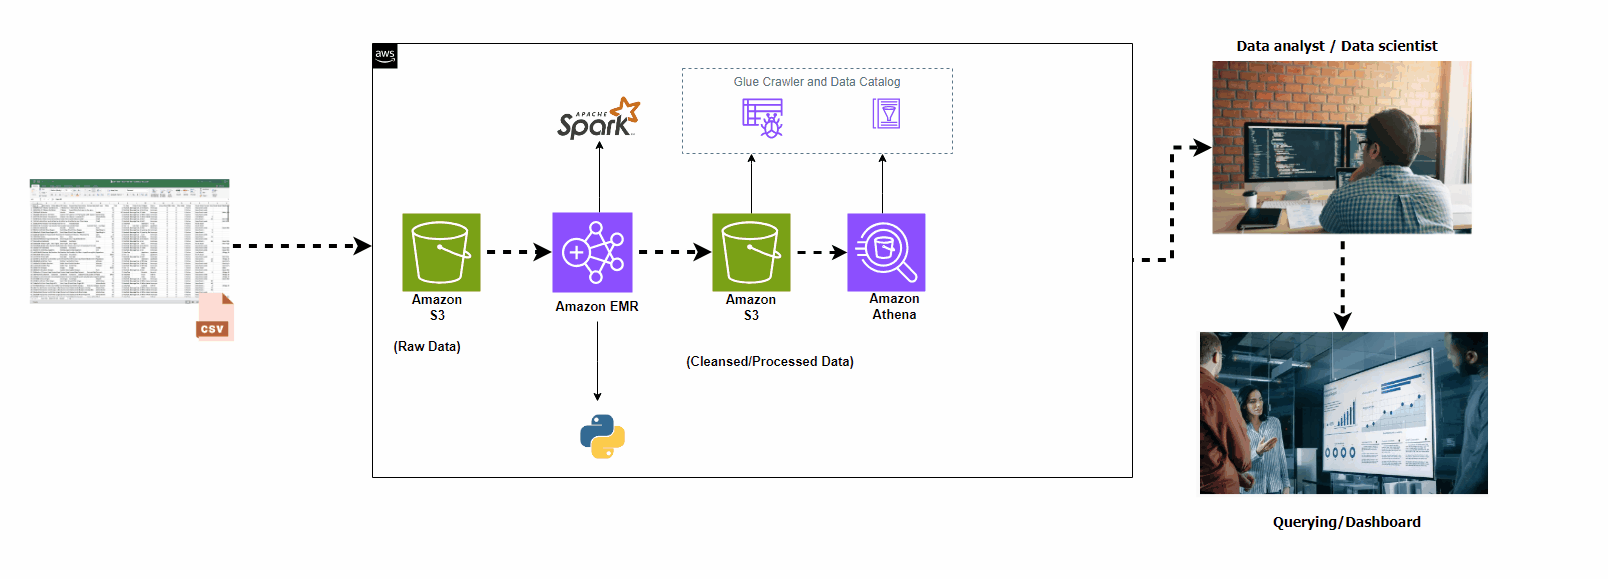 Data analyst / Data scientist
aws
Glue Crawler and Data Catalog
APACHE
Spark
CSV
Amazon
S3
Amazon EMR
Amazon
S3
Amazon
Athena
(Raw Data)
(Cleansed/Processed Data)
Querying/Dashboard